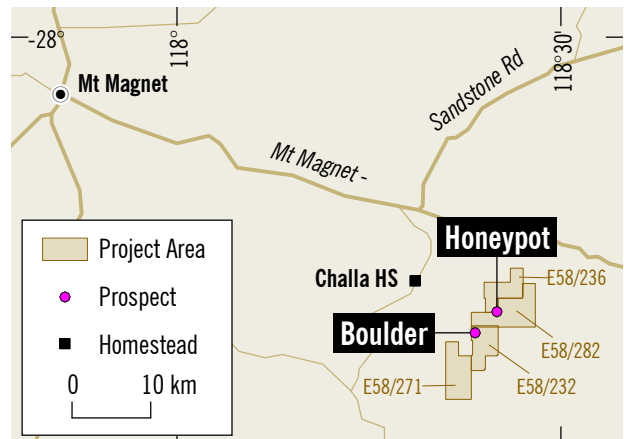 -28°
118°
118°30'
Mt Magnet
Sandstone Rd
Mt Magnet -
Honeypot
Project Area
E58/236
Challa HS
Prospect
Boulder
Homestead
E58/282
0 10 km
E58/271
E58/232